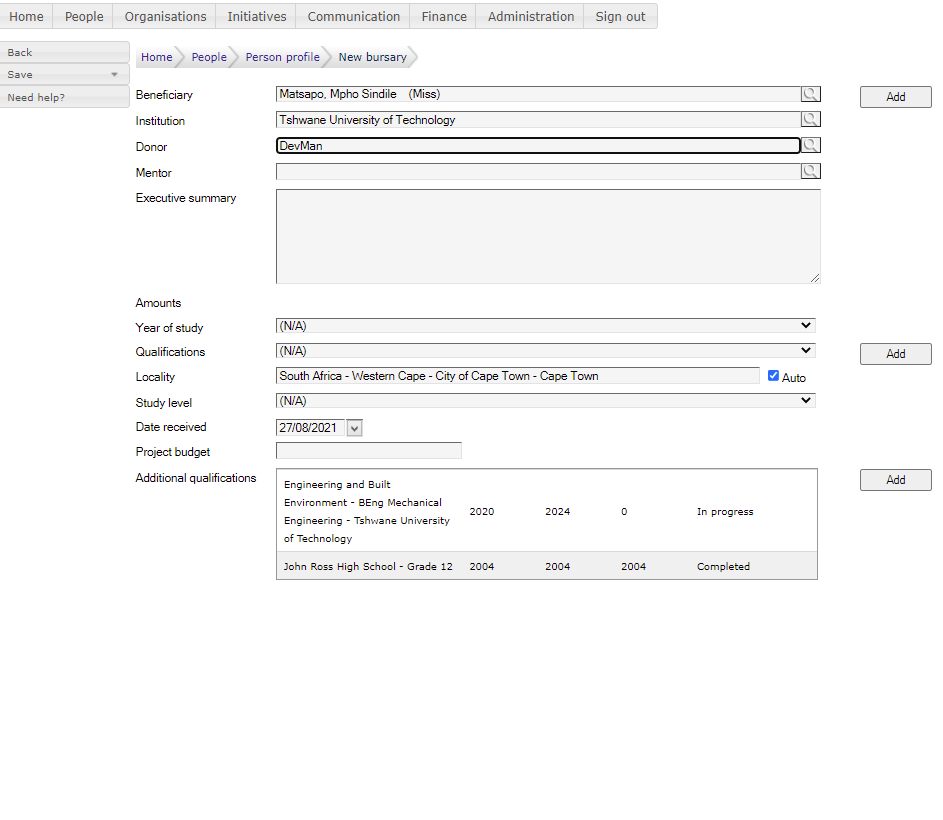 Home People Organisations Initiatives Communication Finance Administration Sign out
Back
Save
Need help?
Home People Person profile New bursary
Beneficiary Matsapo, Mpho Sindile (Miss) Add
Institution Tshwane University of Technology
Donor DevMan
Mentor
Executive summary
Amounts
Year of study (N/A)
Qualifications (N/A) Add
Locality South Africa - Western Cape - City of Cape Town - Cape Town Auto
Study level (N/A)
Date received 27/08/2021
Project budget
Additional qualifications Add
Engineering and Built
Environment - BEng Mechanical
Engineering - Tshwane University
of Technology
2020 2024 0 In progress
John Ross High School - Grade 12 2004 2004 2004 Completed